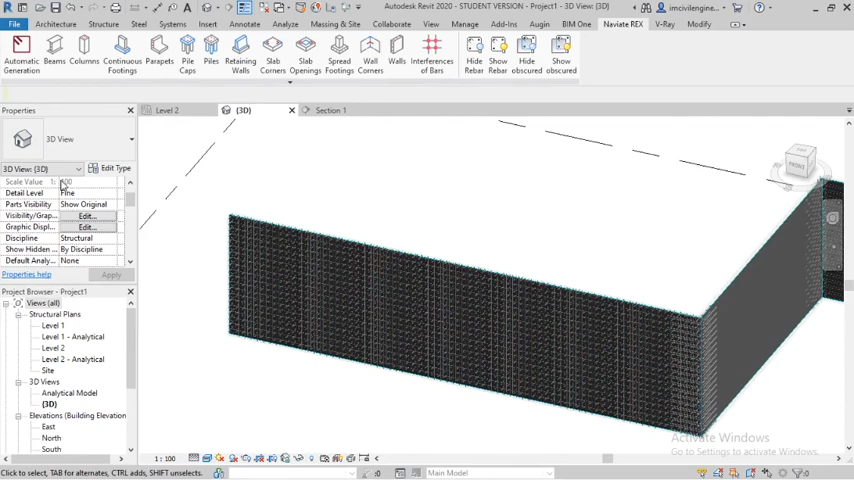 Autodesk Revit 2020 - STUDENT VERSION - Project1 - 3D View: {3D}
imcivilengine...
File Architecture Structure Steel Systems Insert Annotate Analyze Massing & Site Collaborate View Manage Add-Ins Augin BIM One Naviate REX V-Ray Modify
Automatic Generation
Beams
Columns
Continuous Footings
Parapets
Pile Caps
Piles
Retaining Walls
Slab Corners
Slab Openings
Spread Footings
Wall Corners
Walls
Interferences of Bars
Hide Rebar
Show Rebar
Hide obscured
Show obscured
Properties
Level 2
{3D}
Section 1
3D View
3D View: {3D}
Edit Type
Scale Value 1: 100
Detail Level Fine
Parts Visibility Show Original
Visibility/Grap... Edit...
Graphic Displ... Edit...
Discipline Structural
Show Hidden ... By Discipline
Default Analy... None
Properties help
Apply
Project Browser - Project1
Views (all)
Structural Plans
Level 1
Level 1 - Analytical
Level 2
Level 2 - Analytical
Site
3D Views
Analytical Model
{3D}
Elevations (Building Elevation
East
North
South
FRONT
Activate Windows
Go to Settings to activate Windows.
1 : 100
Click to select, TAB for alternates, CTRL adds, SHIFT unselects.
:0
Main Model
:0